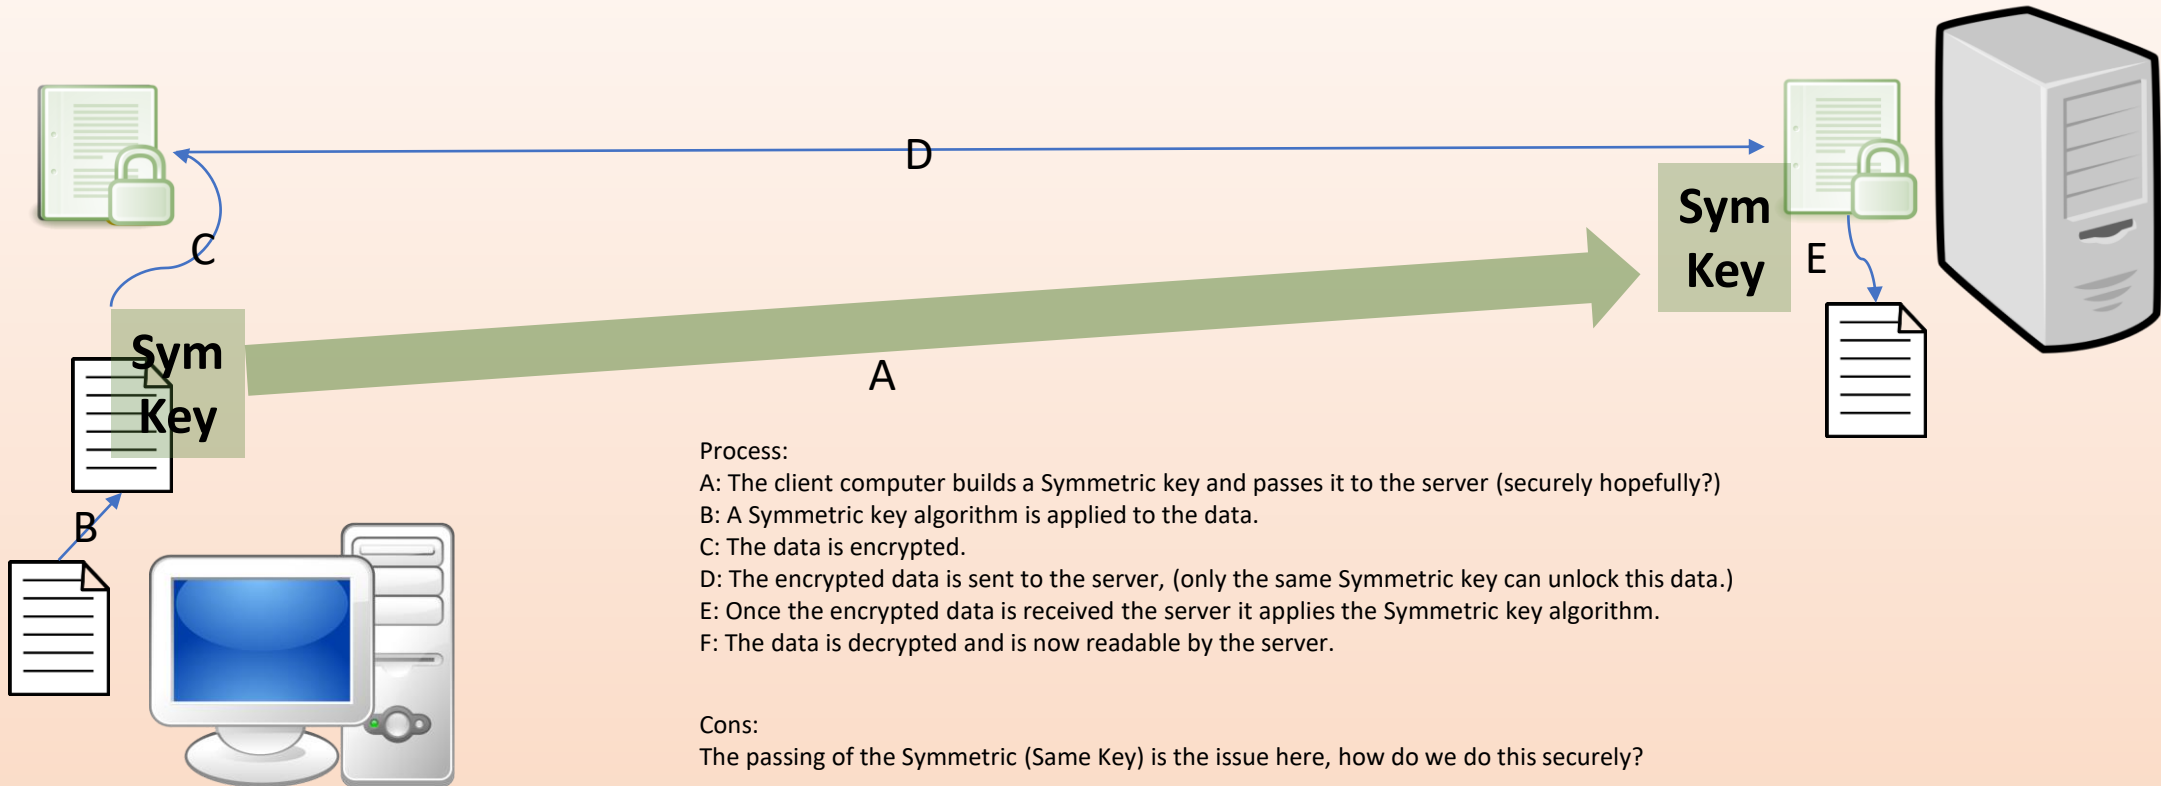 D
Sym
Key
E
C
Sym
Key
A
B
Process:
A: The client computer builds a Symmetric key and passes it to the server (securely hopefully?)
B: A Symmetric key algorithm is applied to the data.
C: The data is encrypted.
D: The encrypted data is sent to the server, (only the same Symmetric key can unlock this data.)
E: Once the encrypted data is received the server it applies the Symmetric key algorithm.
F: The data is decrypted and is now readable by the server.
Cons:
The passing of the Symmetric (Same Key) is the issue here, how do we do this securely?